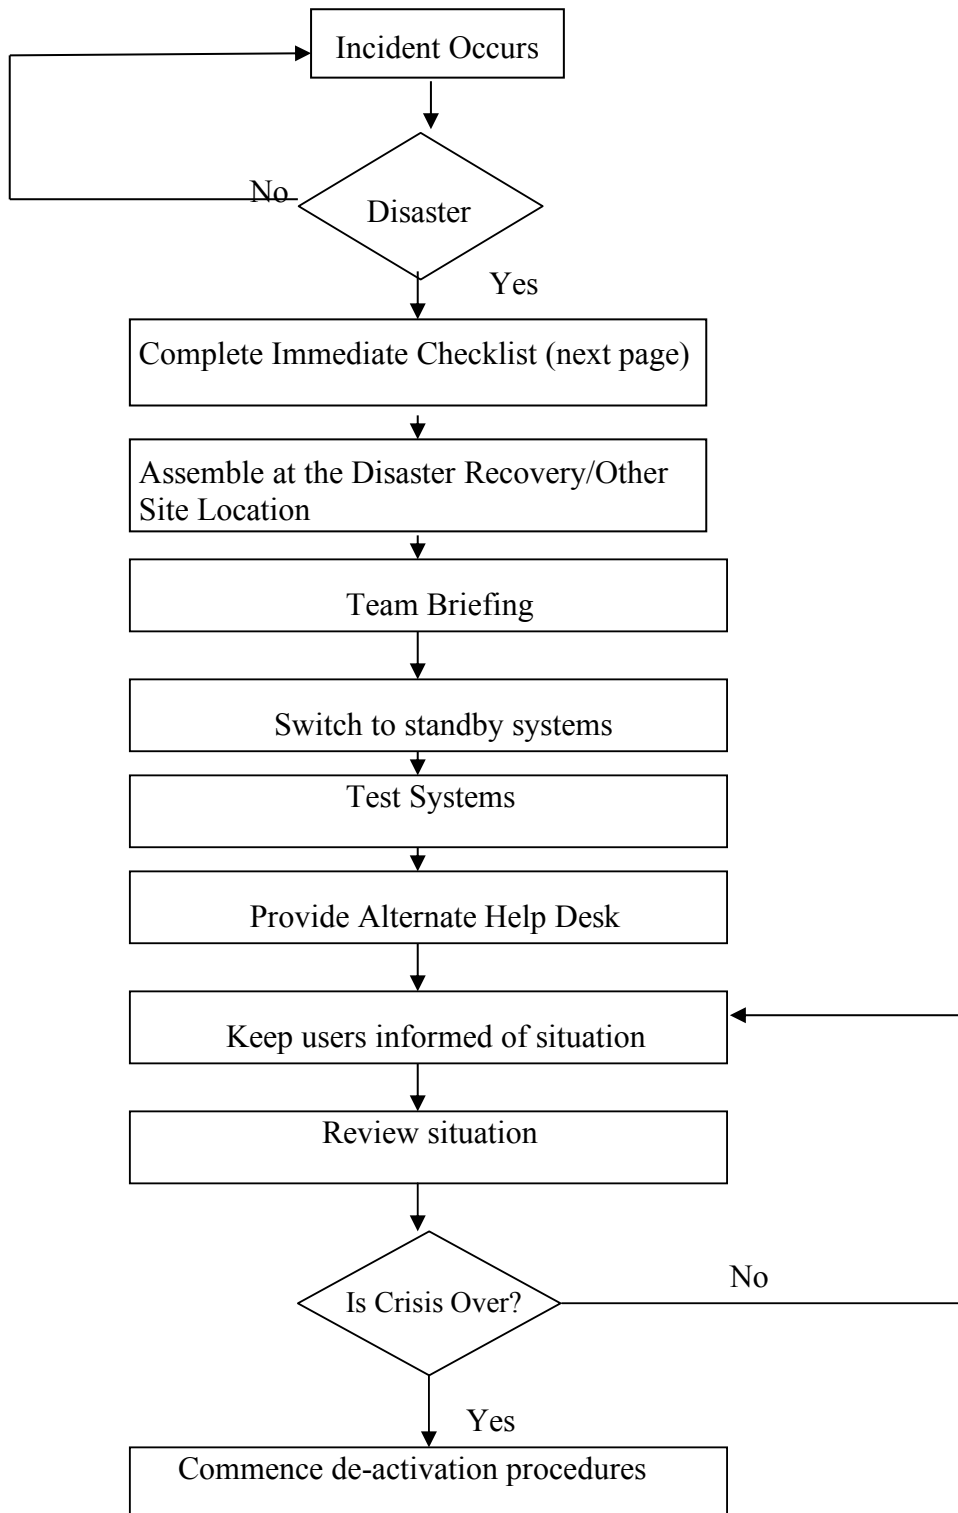 Incident Occurs
No
Disaster
Yes
Complete Immediate Checklist (next page)
Assemble at the Disaster Recovery/Other
Site Location
Team Briefing
Switch to standby systems
Test Systems
Provide Alternate Help Desk
Keep users informed of situation
Review situation
No
Is Crisis Over?
Yes
Commence de-activation procedures